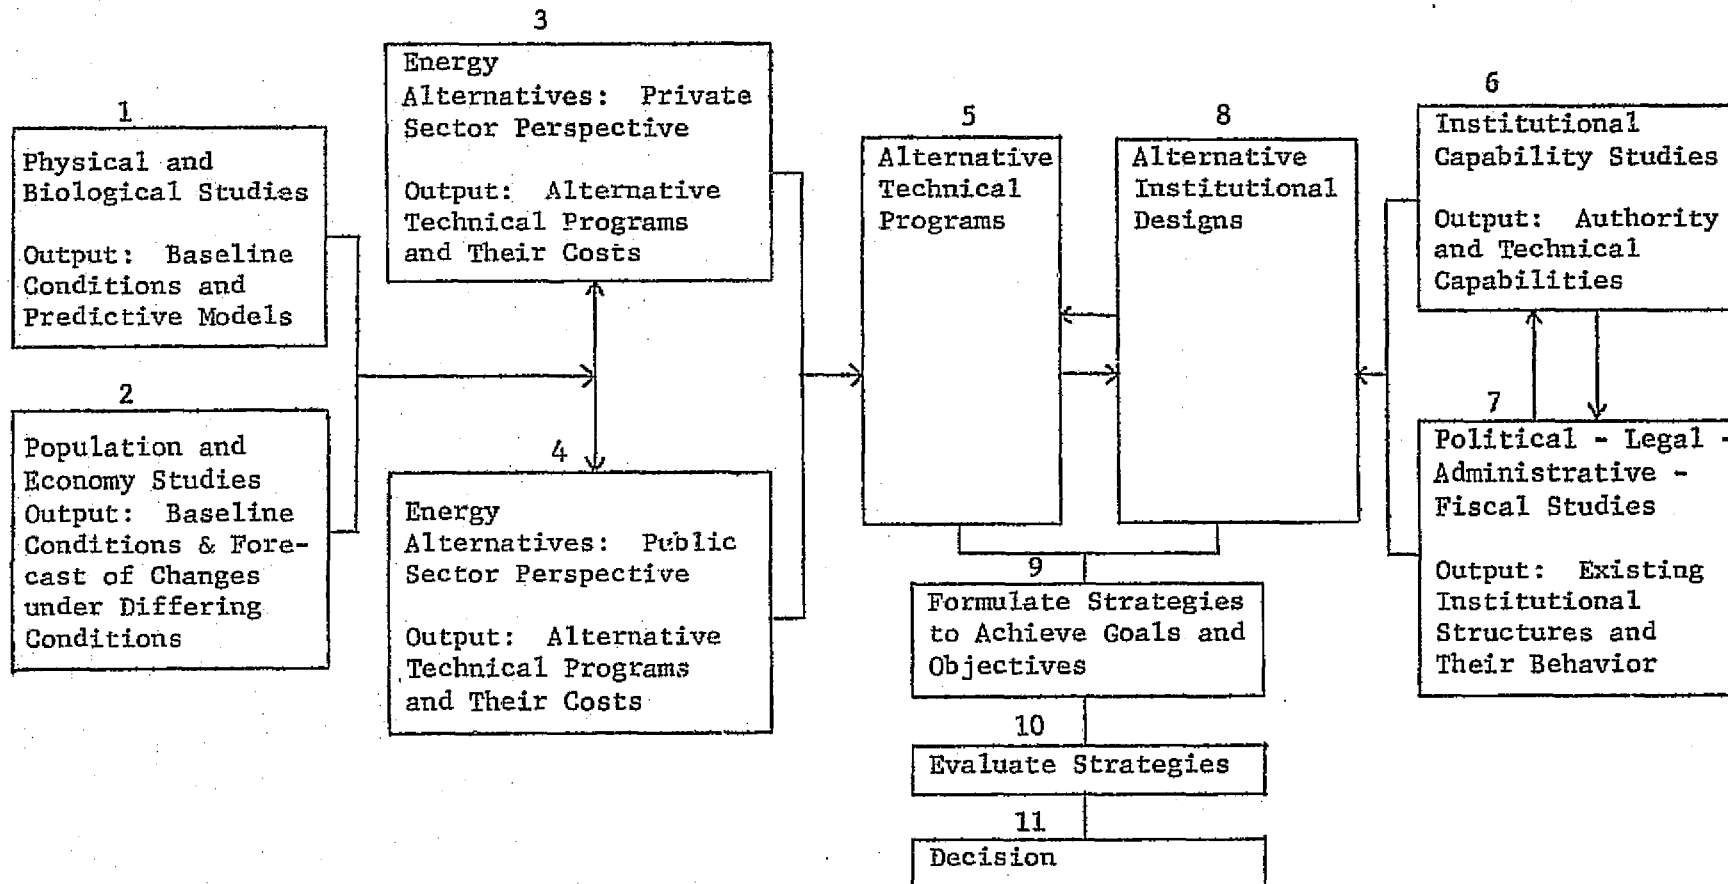 1
Physical and
Biological Studies
Output: Baseline
Conditions and
Predictive Models
2
Population and
Economy Studies
Output: Baseline
Conditions & Fore-
cast of Changes
under Differing
Conditions
3
Energy
Alternatives: Private
Sector Perspective
Output: Alternative
Technical Programs
and Their Costs
4
Energy
Alternatives: Public
Sector Perspective
Output: Alternative
Technical Programs
and Their Costs
5
Alternative
Technical
Programs
8
Alternative
Institutional
Designs
6
Institutional
Capability Studies
Output: Authority
and Technical
Capabilities
7
Political - Legal -
Administrative -
Fiscal Studies
Output: Existing
Institutional
Structures and
Their Behavior
9
Formulate Strategies
to Achieve Goals and
Objectives
10
Evaluate Strategies
11
Decision